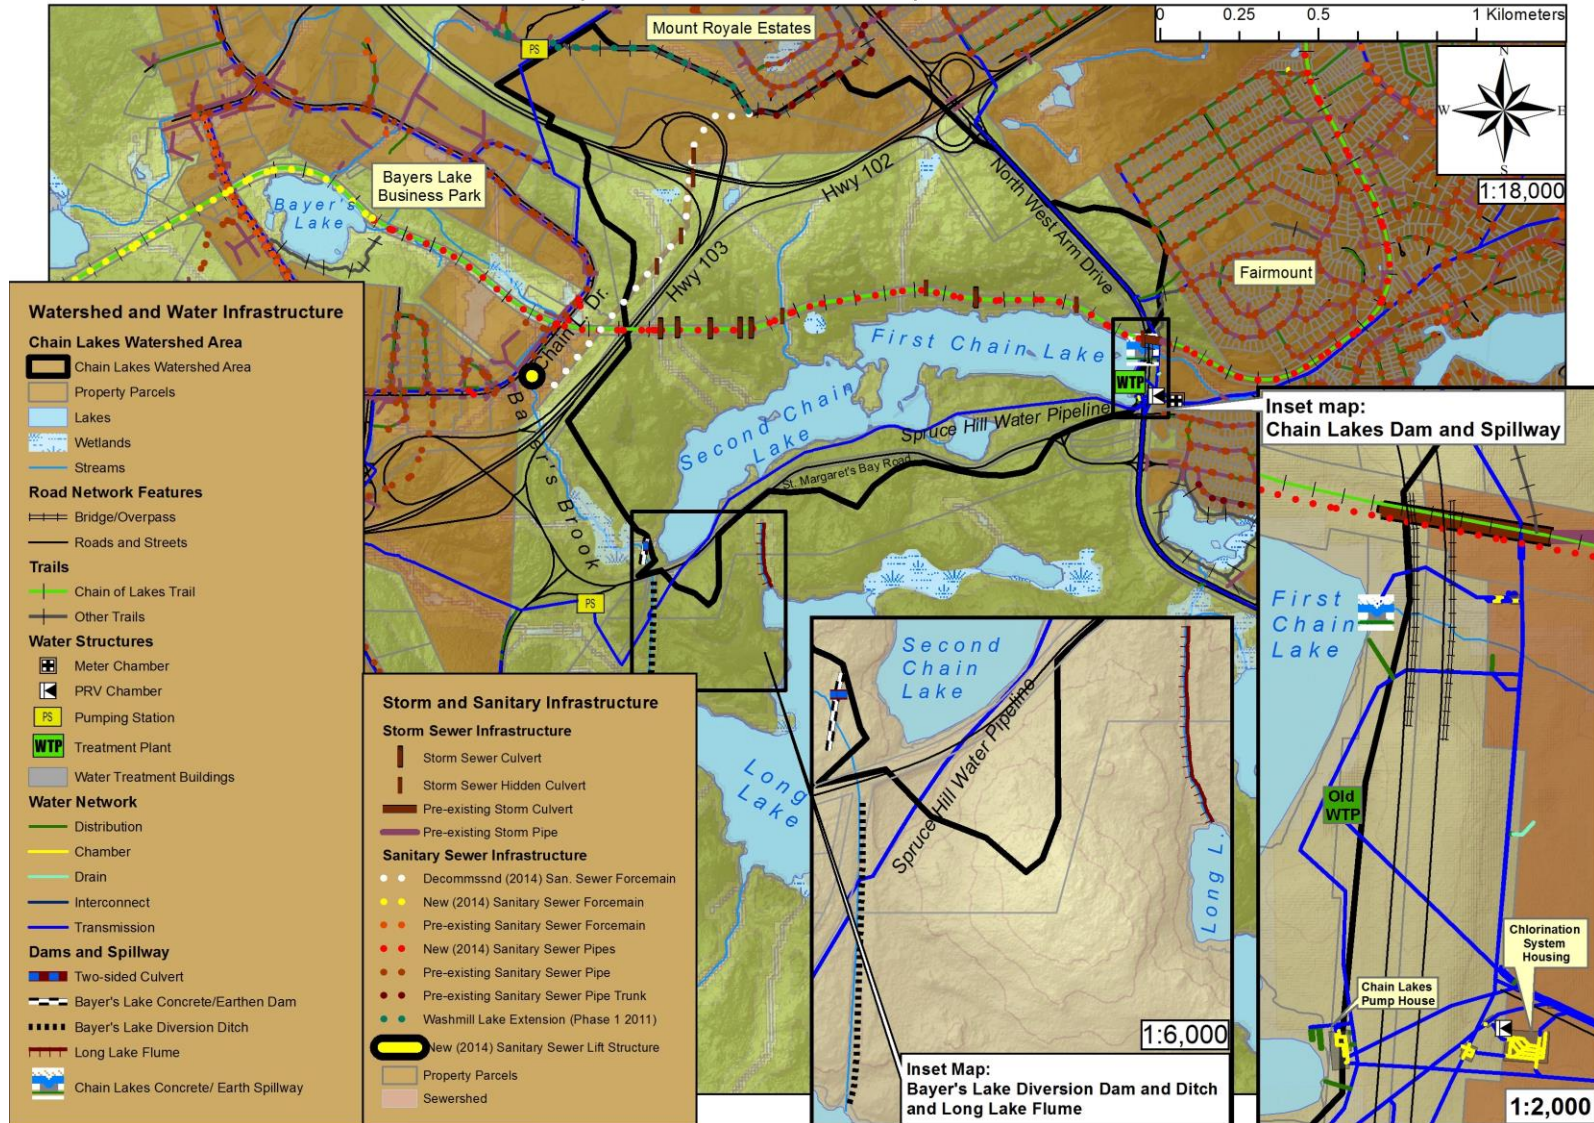 0 0.25 0.5 1 Kilometers
N
W E
S
1:18,000
PS
Mount Royale Estates
Bayers Lake
Business Park
Bayer's
Lake
Hwy 102
Hwy 103
North West Arm Drive
Fairmount
Chain L. Dr.
Bayer's Brook
First Chain Lake
Second Chain
Lake
Spruce Hill Water Pipeline
St. Margaret's Bay Road
WTP
PS
Long
Lake
Watershed and Water Infrastructure
Chain Lakes Watershed Area
Chain Lakes Watershed Area
Property Parcels
Lakes
Wetlands
Streams
Road Network Features
Bridge/Overpass
Roads and Streets
Trails
Chain of Lakes Trail
Other Trails
Water Structures
Meter Chamber
PRV Chamber
PS Pumping Station
WTP Treatment Plant
Water Treatment Buildings
Water Network
Distribution
Chamber
Drain
Interconnect
Transmission
Dams and Spillway
Two-sided Culvert
Bayer's Lake Concrete/Earthen Dam
Bayer's Lake Diversion Ditch
Long Lake Flume
Chain Lakes Concrete/ Earth Spillway
Storm and Sanitary Infrastructure
Storm Sewer Infrastructure
Storm Sewer Culvert
Storm Sewer Hidden Culvert
Pre-existing Storm Culvert
Pre-existing Storm Pipe
Sanitary Sewer Infrastructure
Decommssnd (2014) San. Sewer Forcemain
New (2014) Sanitary Sewer Forcemain
Pre-existing Sanitary Sewer Forcemain
New (2014) Sanitary Sewer Pipes
Pre-existing Sanitary Sewer Pipe
Pre-existing Sanitary Sewer Pipe Trunk
Washmill Lake Extension (Phase 1 2011)
New (2014) Sanitary Sewer Lift Structure
Property Parcels
Sewershed
Second
Chain
Lake
Spruce Hill Water Pipeline
Long L.
1:6,000
Inset Map:
Bayer's Lake Diversion Dam and Ditch
and Long Lake Flume
Inset map:
Chain Lakes Dam and Spillway
First
Chain
Lake
Old
WTP
Chlorination
System
Housing
Chain Lakes
Pump House
1:2,000